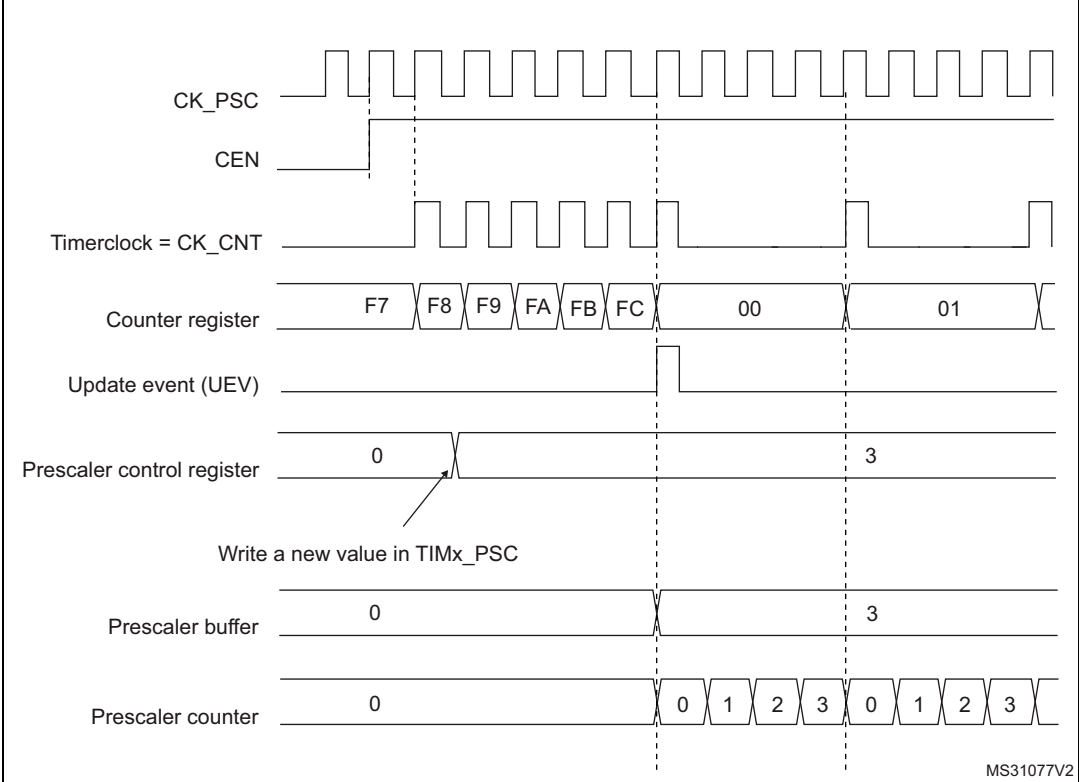 CK_PSC
CEN
Timerclock = CK_CNT
Counter register F7 F8 F9 FA FB FC 00 01
Update event (UEV)
Prescaler control register 0 3
Write a new value in TIMx_PSC
Prescaler buffer 0 3
Prescaler counter 0 0 1 2 3 0 1 2 3
MS31077V2